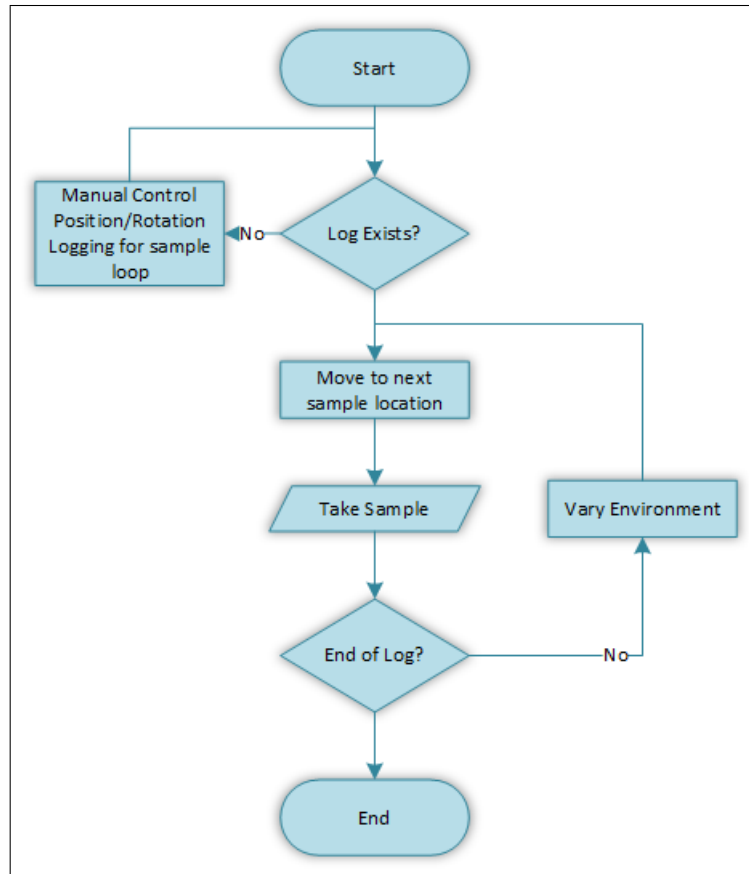 Start
Manual Control
Position/Rotation
Logging for sample
loop
No
Log Exists?
Move to next
sample location
Take Sample
Vary Environment
End of Log?
No
End